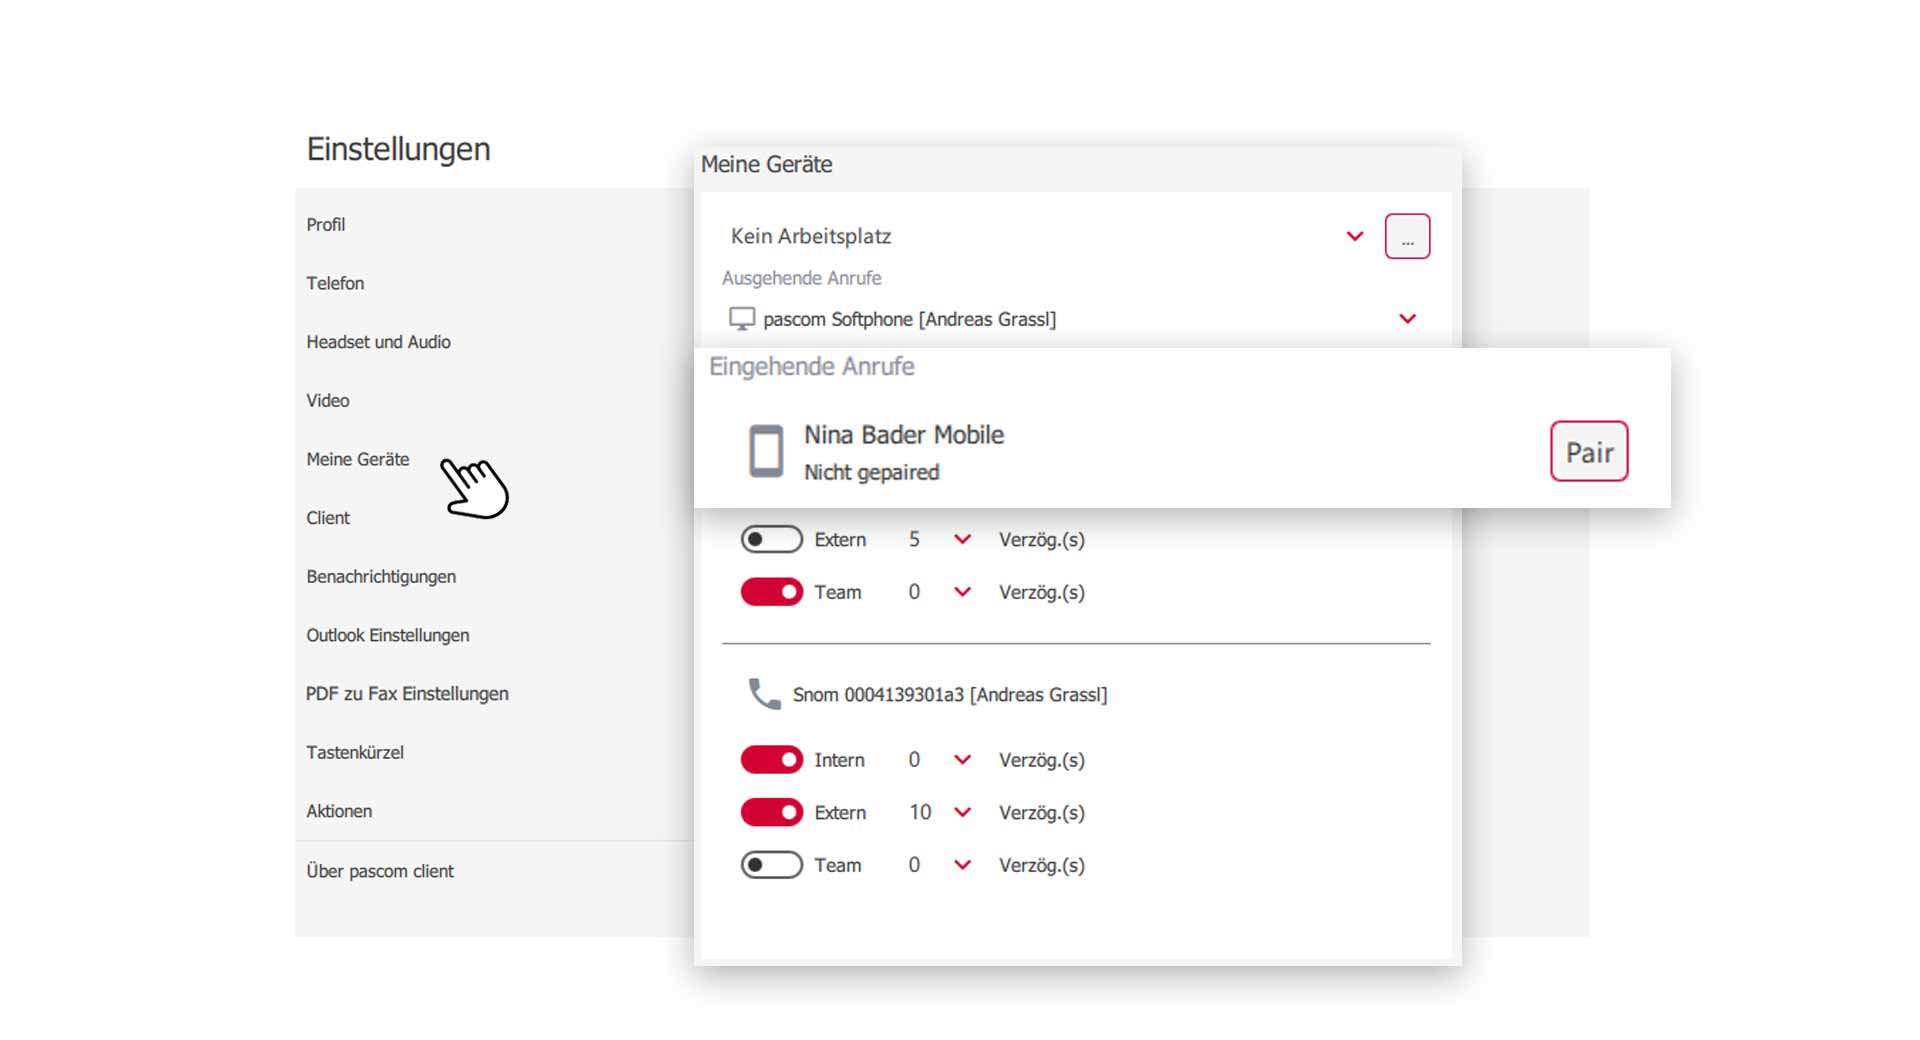 Einstellungen
Profil
Telefon
Headset und Audio
Video
Meine Geräte
Client
Benachrichtigungen
Outlook Einstellungen
PDF zu Fax Einstellungen
Tastenkürzel
Aktionen
Über pascom client
Meine Geräte
Kein Arbeitsplatz ...
Ausgehende Anrufe
pascom Softphone [Andreas Grassl]
Eingehende Anrufe
Nina Bader Mobile
Nicht gepaired
Pair
Extern 5 Verzög.(s)
Team 0 Verzög.(s)
Snom 0004139301a3 [Andreas Grassl]
Intern 0 Verzög.(s)
Extern 10 Verzög.(s)
Team 0 Verzög.(s)